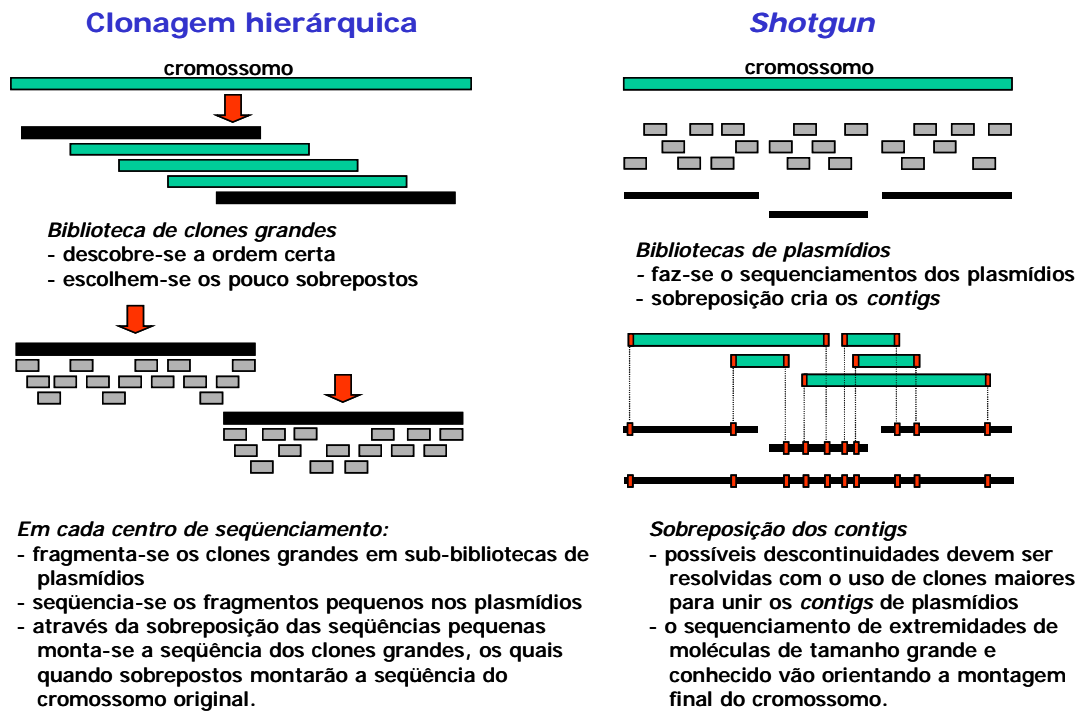 Clonagem hierárquica
cromossomo
Biblioteca de clones grandes
- descobre-se a ordem certa
- escolhem-se os pouco sobrepostos
Em cada centro de seqüenciamento:
- fragmenta-se os clones grandes em sub-bibliotecas de
plasmídios
- seqüencia-se os fragmentos pequenos nos plasmídios
- através da sobreposição das seqüências pequenas
monta-se a seqüência dos clones grandes, os quais
quando sobrepostos montarão a seqüência do
cromossomo original.
Shotgun
cromossomo
Bibliotecas de plasmídios
- faz-se o sequenciamentos dos plasmídios
- sobreposição cria os contigs
Sobreposição dos contigs
- possíveis descontinuidades devem ser
resolvidas com o uso de clones maiores
para unir os contigs de plasmídios
- o sequenciamento de extremidades de
moléculas de tamanho grande e
conhecido vão orientando a montagem
final do cromossomo.